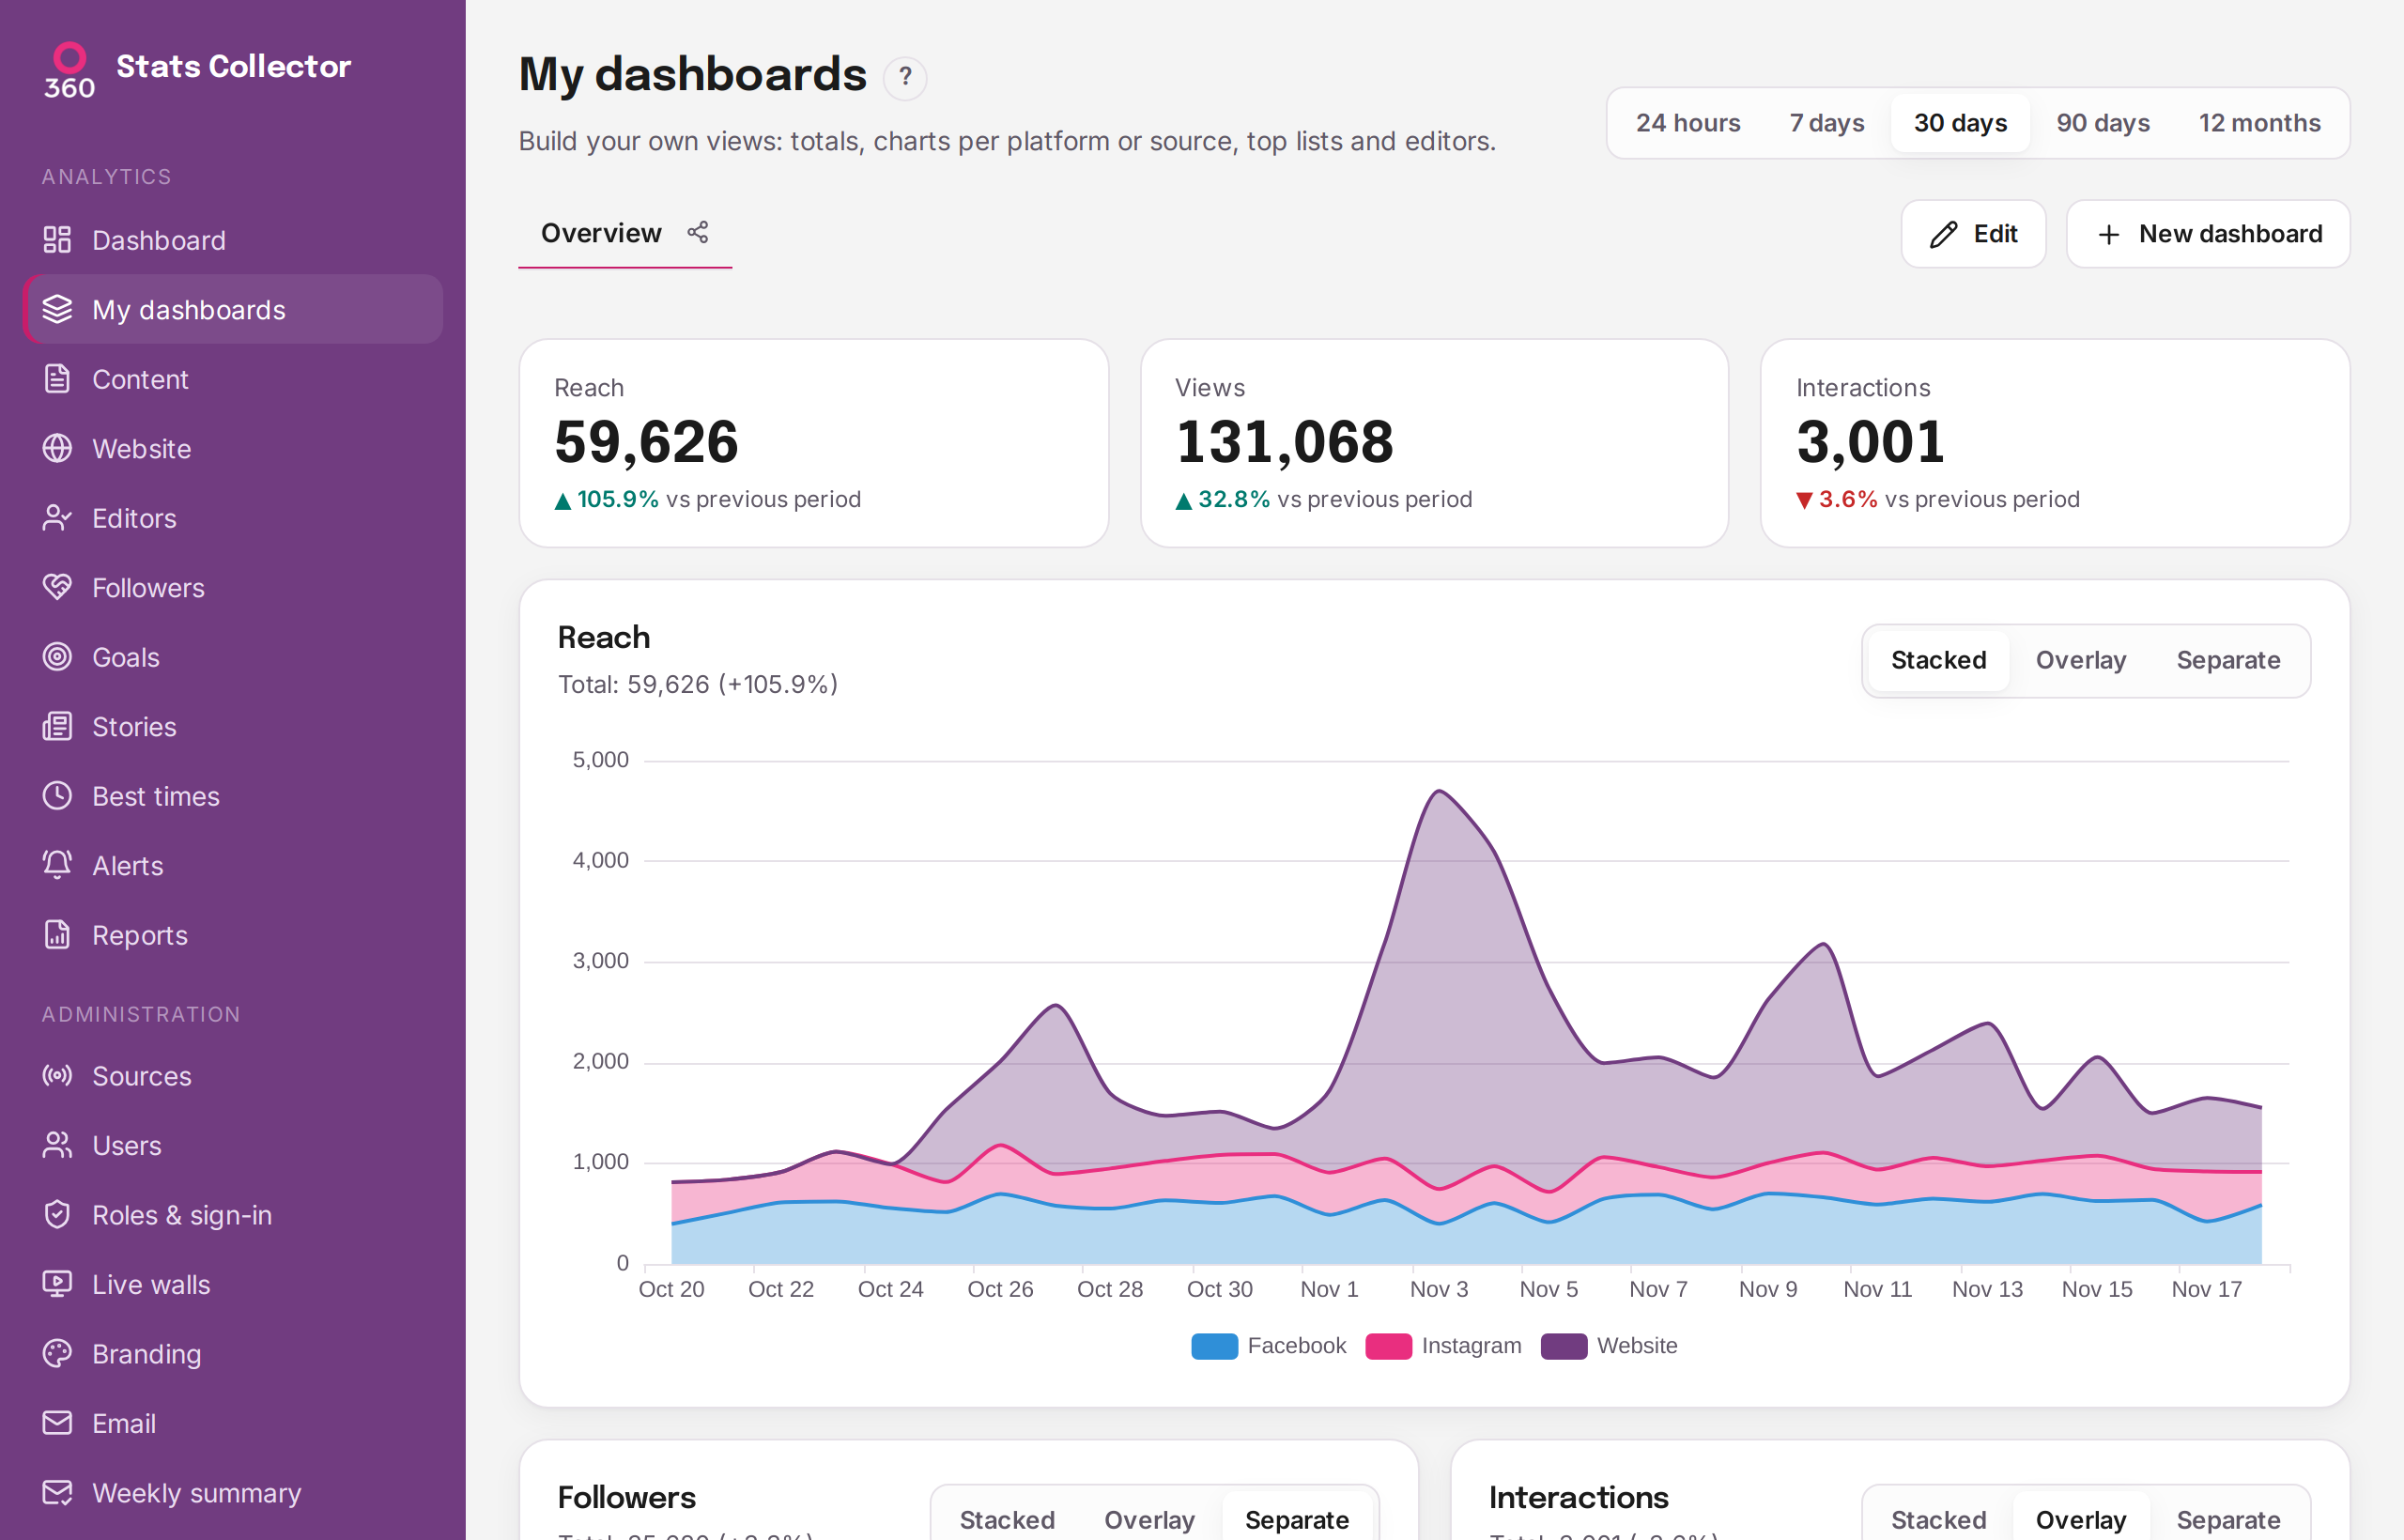 360
Stats Collector
ANALYTICS
Dashboard
My dashboards
Content
Website
Editors
Followers
Goals
Stories
Best times
Alerts
Reports
ADMINISTRATION
Sources
Users
Roles & sign-in
Live walls
Branding
Email
Weekly summary
My dashboards ?
Build your own views: totals, charts per platform or source, top lists and editors.
24 hours 7 days 30 days 90 days 12 months
Overview
Edit
New dashboard
Reach
59,626
▲ 105.9% vs previous period
Views
131,068
▲ 32.8% vs previous period
Interactions
3,001
▼ 3.6% vs previous period
Reach
Total: 59,626 (+105.9%)
Stacked Overlay Separate
5,000
4,000
3,000
2,000
1,000
0
Oct 20 Oct 22 Oct 24 Oct 26 Oct 28 Oct 30 Nov 1 Nov 3 Nov 5 Nov 7 Nov 9 Nov 11 Nov 13 Nov 15 Nov 17
Facebook Instagram Website
Followers
Stacked Overlay Separate
Interactions
Stacked Overlay Separate